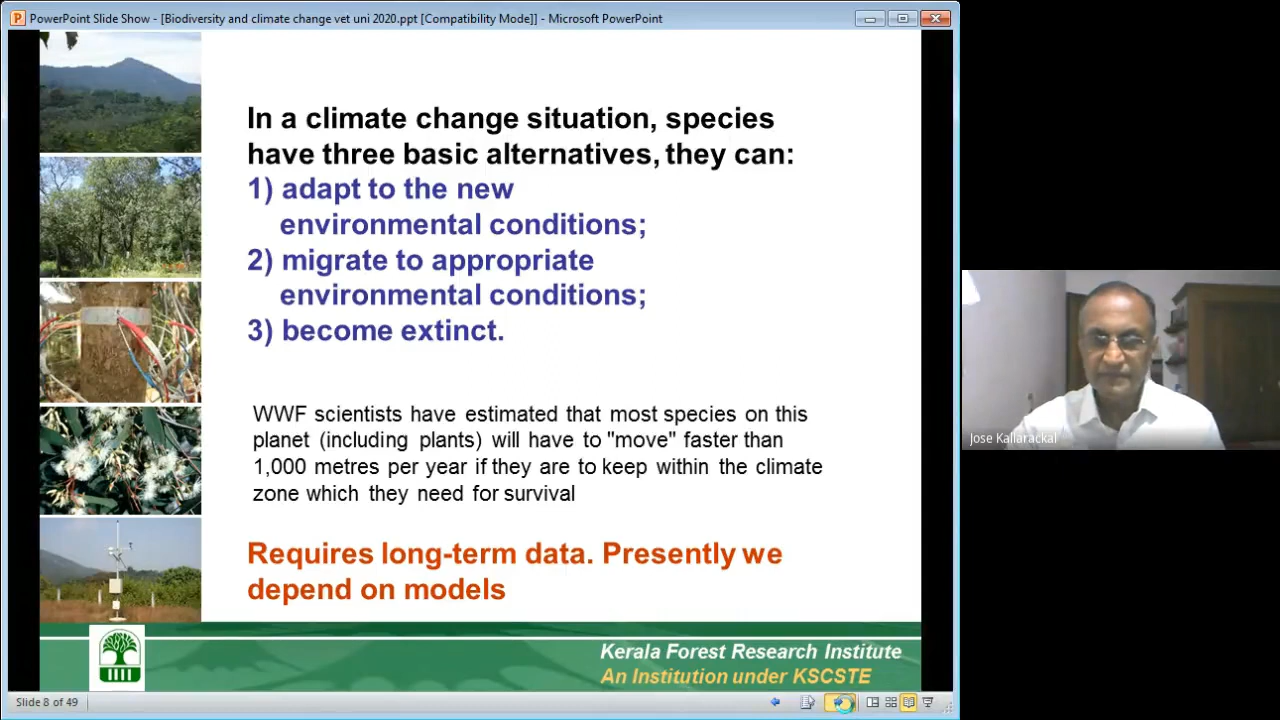 PowerPoint Slide Show - [Biodiversity and climate change vet uni 2020.ppt [Compatibility Mode]] - Microsoft PowerPoint
In a climate change situation, species
have three basic alternatives, they can:
1) adapt to the new
environmental conditions;
2) migrate to appropriate
environmental conditions;
3) become extinct.
WWF scientists have estimated that most species on this
planet (including plants) will have to "move" faster than
1,000 metres per year if they are to keep within the climate
zone which they need for survival
Requires long-term data. Presently we
depend on models
Kerala Forest Research Institute
An Institution under KSCSTE
Slide 8 of 49
Jose Kallarackal